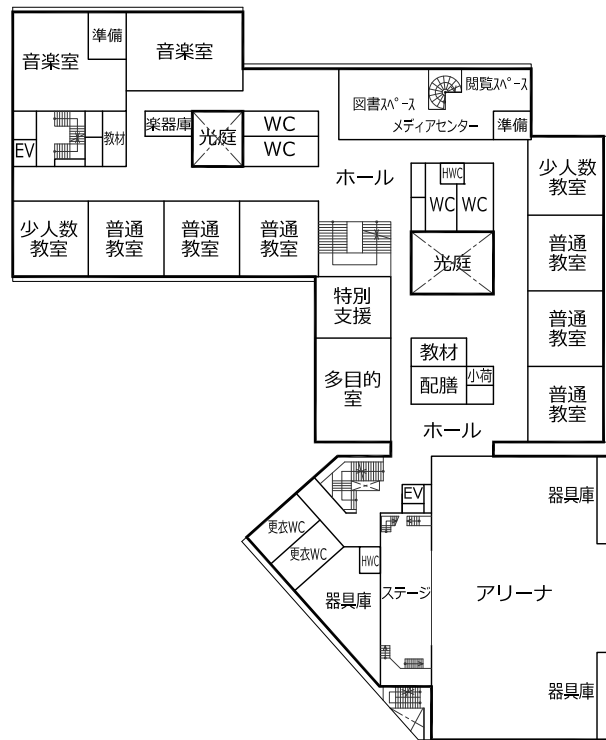 音楽室
準備
音楽室
図書ｽﾍﾟｰｽ
閲覧ｽﾍﾟｰｽ
メディアセンター
準備
EV
教材
楽器庫
光庭
WC
WC
ホール
HWC
WC
WC
少人数
教室
少人数
教室
普通
教室
普通
教室
普通
教室
光庭
普通
教室
特別
支援
普通
教室
多目的
室
教材
配膳
小荷
普通
教室
ホール
EV
器具庫
更衣WC
更衣WC
HWC
器具庫
ステージ
アリーナ
器具庫